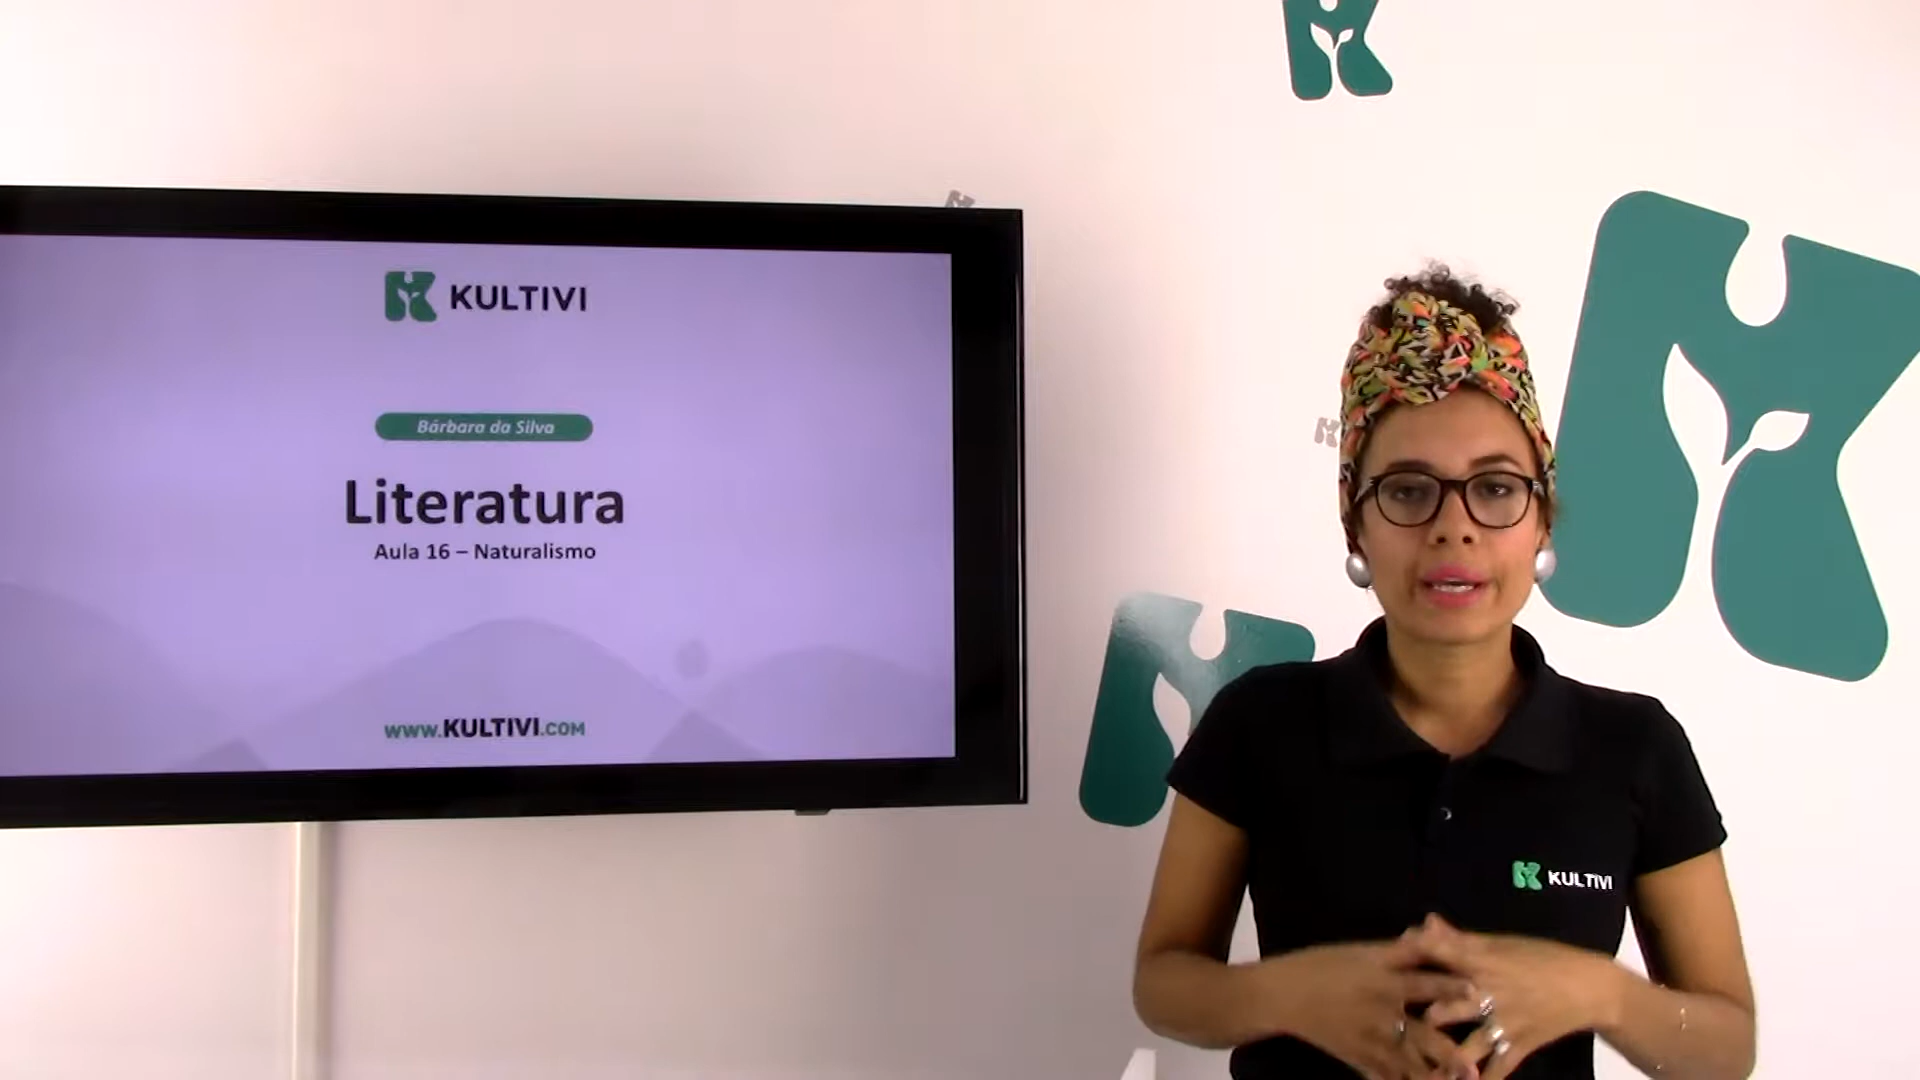 KULTIVI
Bárbara da Silva
Literatura
Aula 16 – Naturalismo
www.KULTIVI.COM
KULTIVI